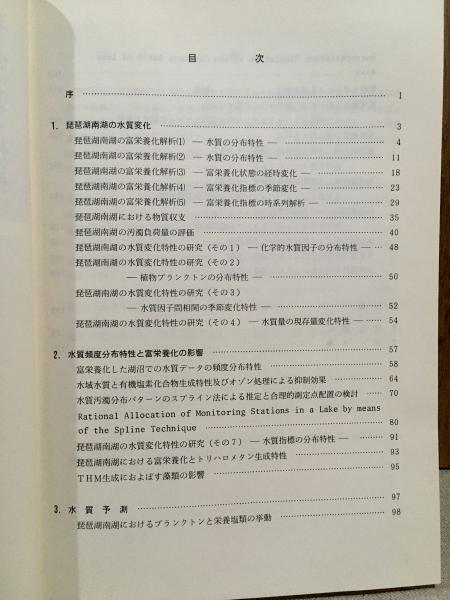 目 次
序 1
1. 琵琶湖南湖の水質変化 3
琵琶湖南湖の富栄養化解析(1) ― 水質の分布特性 ― 4
琵琶湖南湖の富栄養化解析(2) ― 水質の分布特性 ― 11
琵琶湖南湖の富栄養化解析(3) ― 富栄養化状態の経時変化 ― 18
琵琶湖南湖の富栄養化解析(4) ― 富栄養化指標の季節変化 ― 23
琵琶湖南湖の富栄養化解析(5) ― 富栄養化指標の時系列解析 ― 29
琵琶湖南湖における物質収支 35
琵琶湖南湖の汚濁負荷量の評価 40
琵琶湖南湖の水質変化特性の研究(その1) ― 化学的水質因子の分布特性 ― 48
琵琶湖南湖の水質変化特性の研究(その2)
― 植物プランクトンの分布特性 ― 50
琵琶湖南湖の水質変化特性の研究(その3)
― 水質因子間相関の季節変化特性 ― 52
琵琶湖南湖の水質変化特性の研究(その4) ― 水質量の現存量変化特性 ― 54
2. 水質頻度分布特性と富栄養化の影響 57
富栄養化した湖沼での水質データの頻度分布特性 58
水域水質と有機塩素化合物生成特性及びオゾン処理による抑制効果 64
水質汚濁分布パターンのスプライン法による推定と合理的測定点配置の検討 70
Rational Allocation of Monitoring Stations in a Lake by means
of the Spline Technique 80
琵琶湖南湖の水質変化特性の研究(その7) ― 水質指標の分布特性 ― 91
琵琶湖南湖における富栄養化とトリハロメタン生成特性 93
THM生成におよぼす藻類の影響 95
3. 水 質 予 測 97
琵琶湖南湖におけるプランクトンと栄養塩類の挙動 98